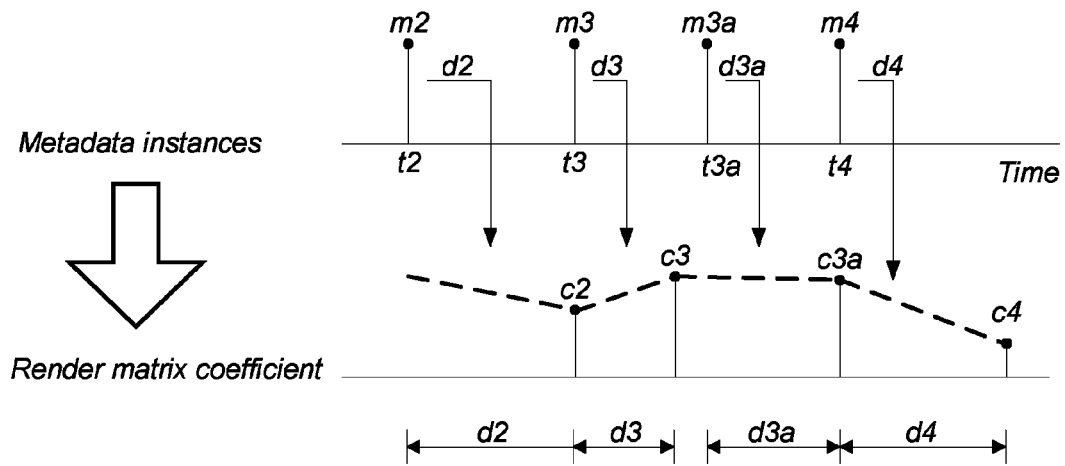 m2 m3 m3a m4
d2 d3 d3a d4
Metadada instances
t2 t3 t3a t4 Time
c2 c3 c3a c4
Render matrix coefficient
d2 d3 d3a d4